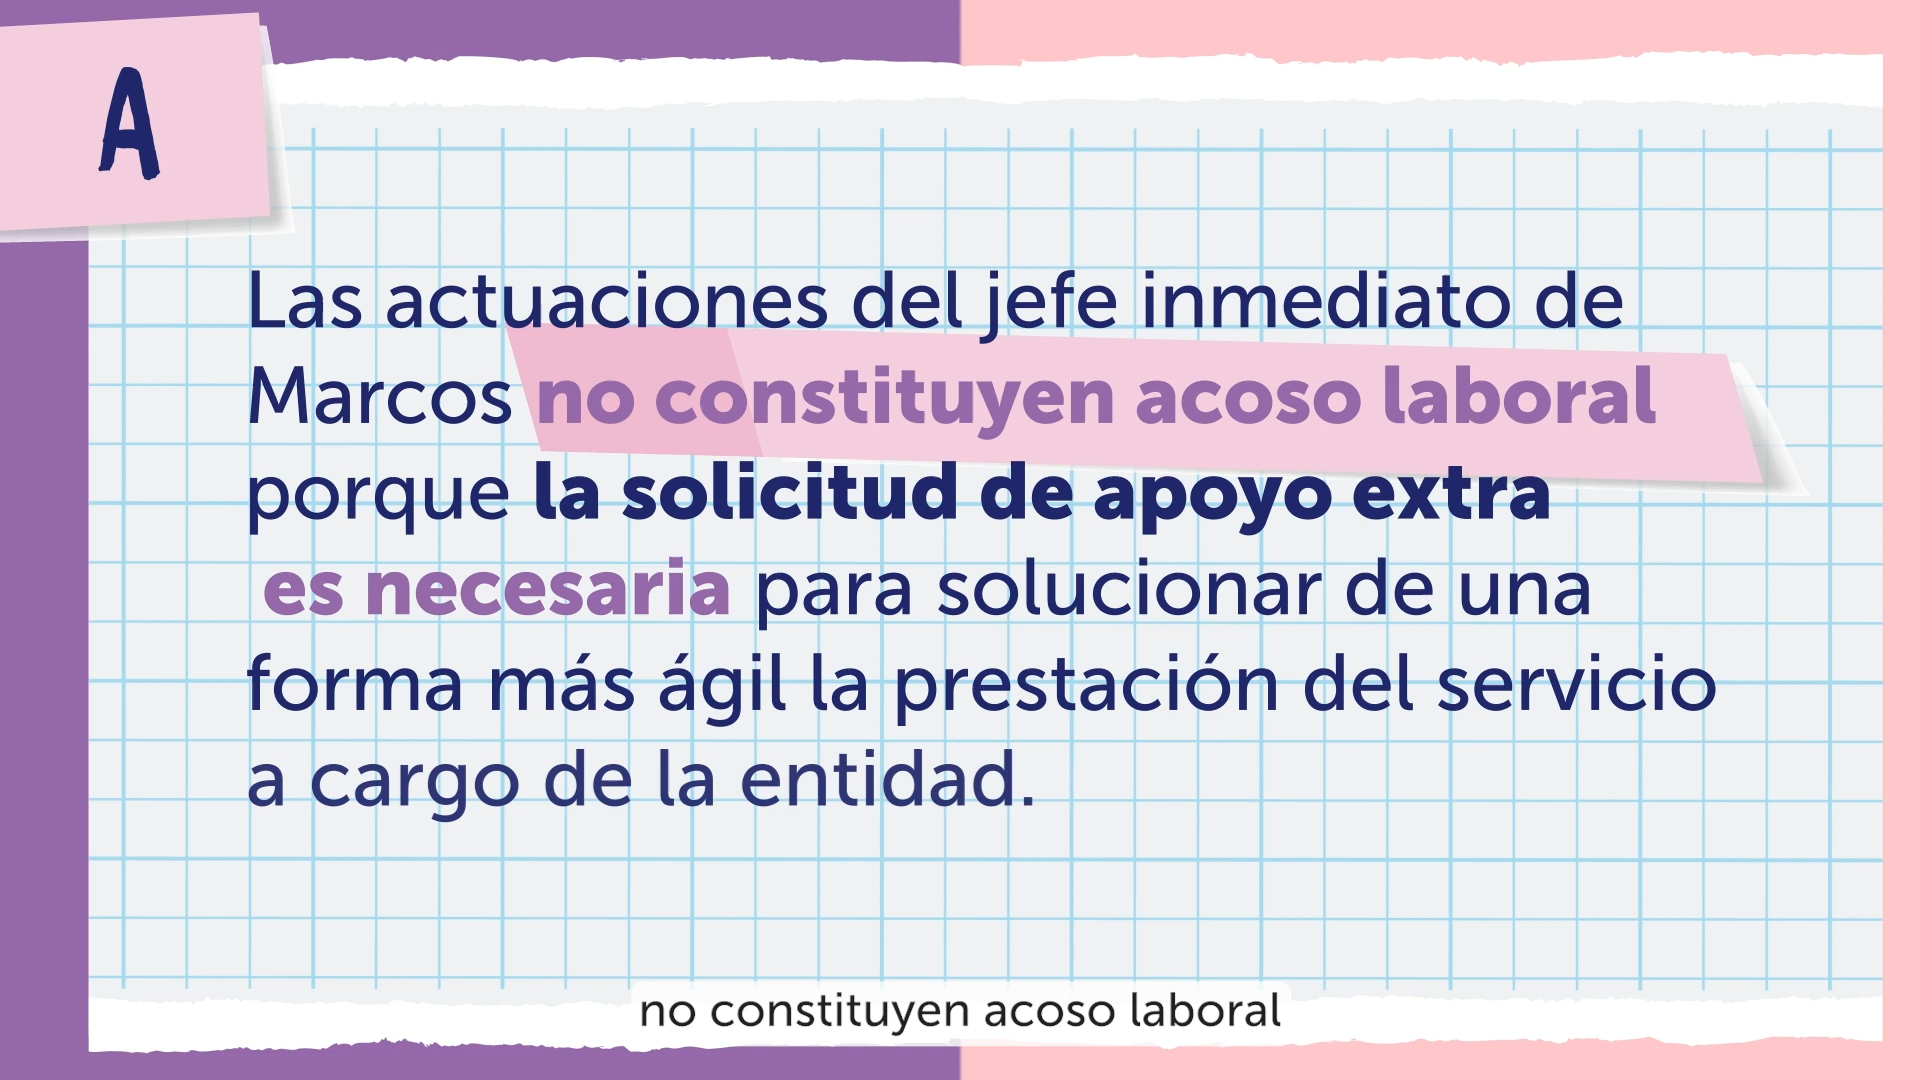 A
Las actuaciones del jefe inmediato de
Marcos no constituyen acoso laboral
porque la solicitud de apoyo extra
es necesaria para solucionar de una
forma más ágil la prestación del servicio
a cargo de la entidad.
no constituyen acoso laboral